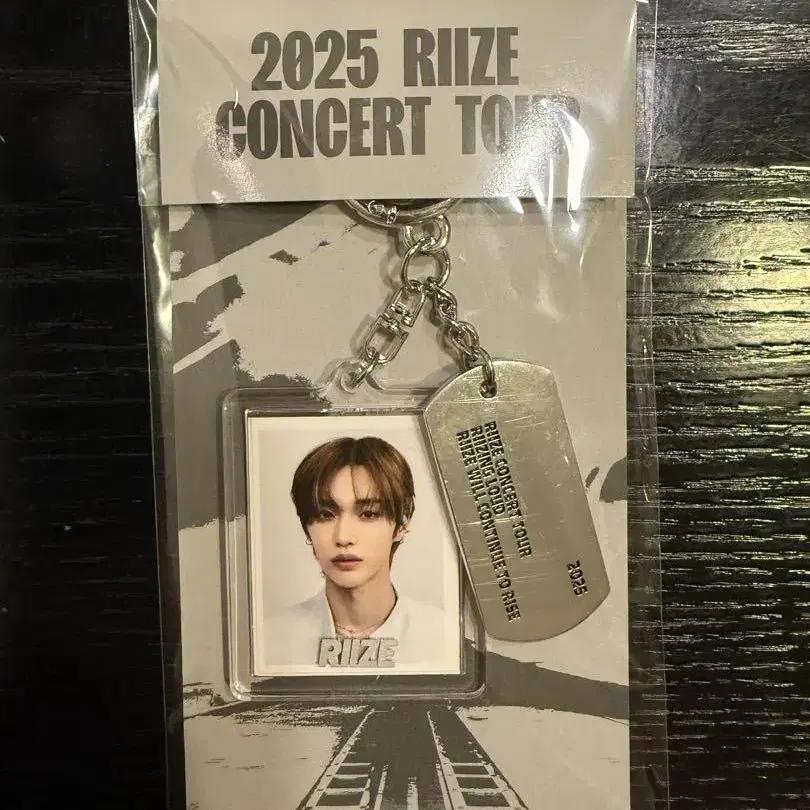 2025 RIIZE
CONCERT TOUR
RIIZE CONCERT TOUR
RIIZING LOUD
RIIZE WILL CONTINUE TO RISE
2025
RIIZE